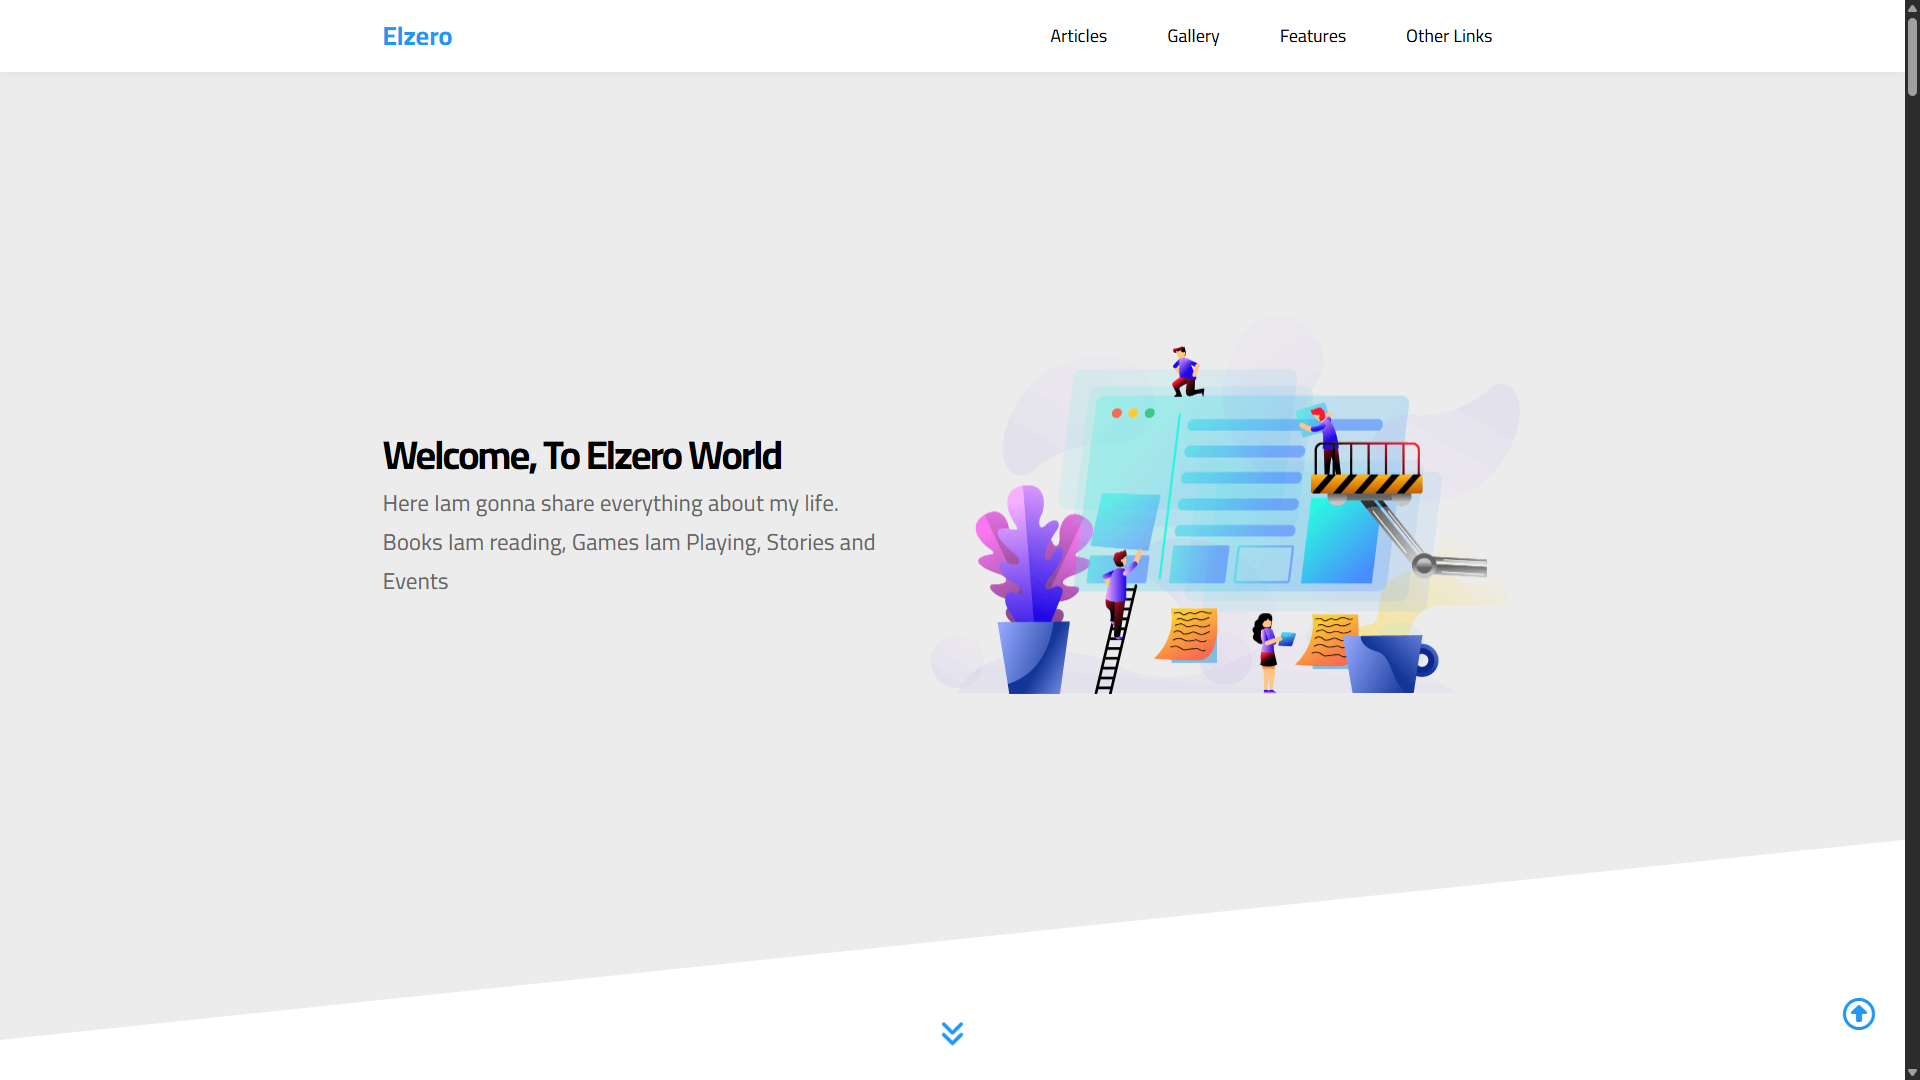 Elzero
Articles
Gallery
Features
Other Links
Welcome, To Elzero World
Here Iam gonna share everything about my life.
Books Iam reading, Games Iam Playing, Stories and
Events